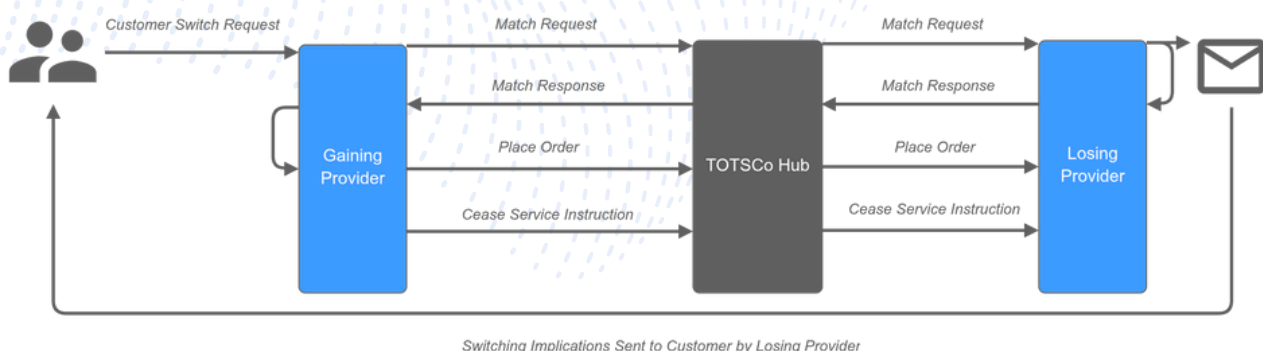 Customer Switch Request
Match Request
Match Request
Match Response
Match Response
Gaining
Provider
Place Order
TOTSCo Hub
Place Order
Losing
Provider
Cease Service Instruction
Cease Service Instruction
Switching Implications Sent to Customer by Losing Provider